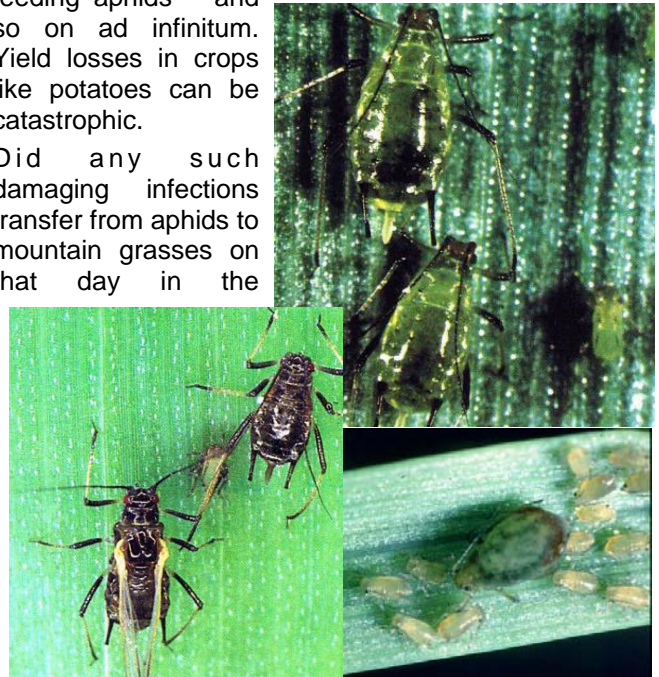 feeding aphids and
so on ad infinitum.
Yield losses in crops
like potatoes can be
catastrophic.
Did any such
damaging infections
transfer from aphids to
mountain grasses on
that day in the